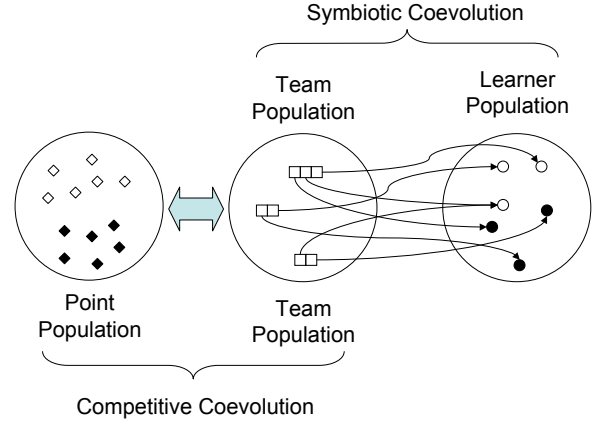 Symbiotic Coevolution
Team
Population
Learner
Population
Point
Population
Team
Population
Competitive Coevolution